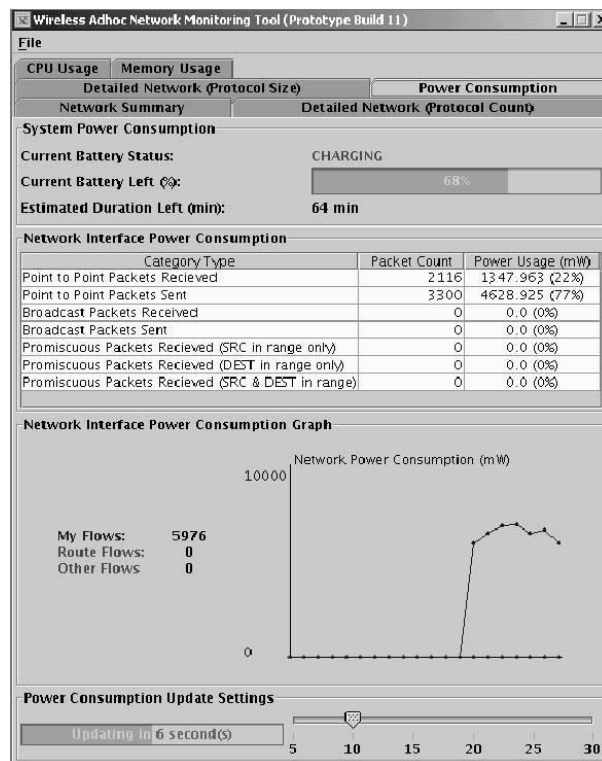 Wireless Adhoc Network Monitoring Tool (Prototype Build 11)
File
CPU Usage Memory Usage
Detailed Network (Protocol Size) Power Consumption
Network Summary Detailed Network (Protocol Count)
System Power Consumption
Current Battery Status: CHARGING
Current Battery Left (%): 68%
Estimated Duration Left (min): 64 min
Network Interface Power Consumption
Category Type Packet Count Power Usage (mW)
Point to Point Packets Recieved 2116 1347.963 (22%)
Point to Point Packets Sent 3300 4628.925 (77%)
Broadcast Packets Received 0 0.0 (0%)
Broadcast Packets Sent 0 0.0 (0%)
Promiscuous Packets Recieved (SRC in range only) 0 0.0 (0%)
Promiscuous Packets Recieved (DEST in range only) 0 0.0 (0%)
Promiscuous Packets Recieved (SRC & DEST in range) 0 0.0 (0%)
Network Interface Power Consumption Graph
Network Power Consumption (mW)
10000
My Flows: 5976
Route Flows: 0
Other Flows 0
0
Power Consumption Update Settings
Updating in 6 second(s)
5 10 15 20 25 30